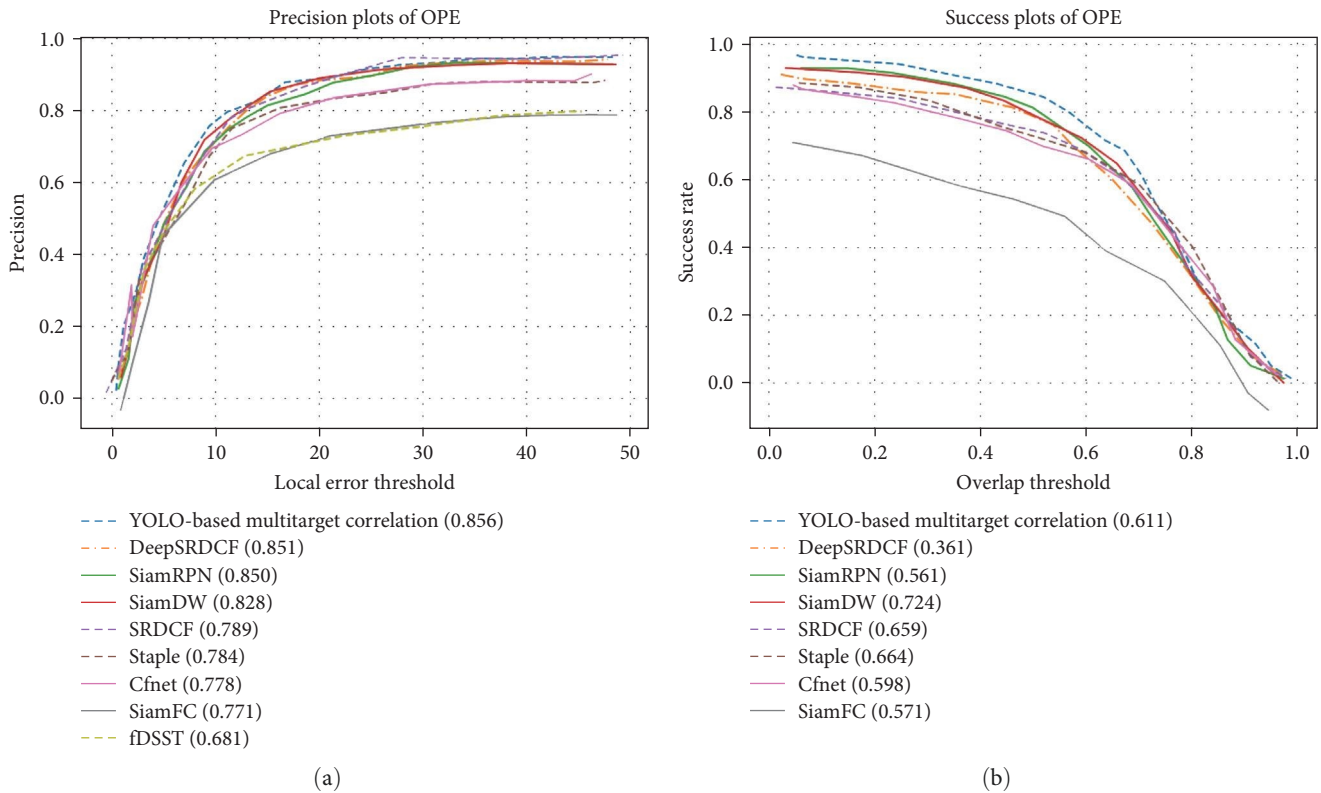 Precision plots of OPE
1.0
0.8
0.6
0.4
0.2
0.0
Precision
0 10 20 30 40 50
Local error threshold
YOLO-based multitarget correlation (0.856)
DeepSRDCF (0.851)
SiamRPN (0.850)
SiamDW (0.828)
SRDCF (0.789)
Staple (0.784)
Cfnet (0.778)
SiamFC (0.771)
fDSST (0.681)
(a)
Success plots of OPE
1.0
0.8
0.6
0.4
0.2
0.0
Success rate
0.0 0.2 0.4 0.6 0.8 1.0
Overlap threshold
YOLO-based multitarget correlation (0.611)
DeepSRDCF (0.361)
SiamRPN (0.561)
SiamDW (0.724)
SRDCF (0.659)
Staple (0.664)
Cfnet (0.598)
SiamFC (0.571)
(b)